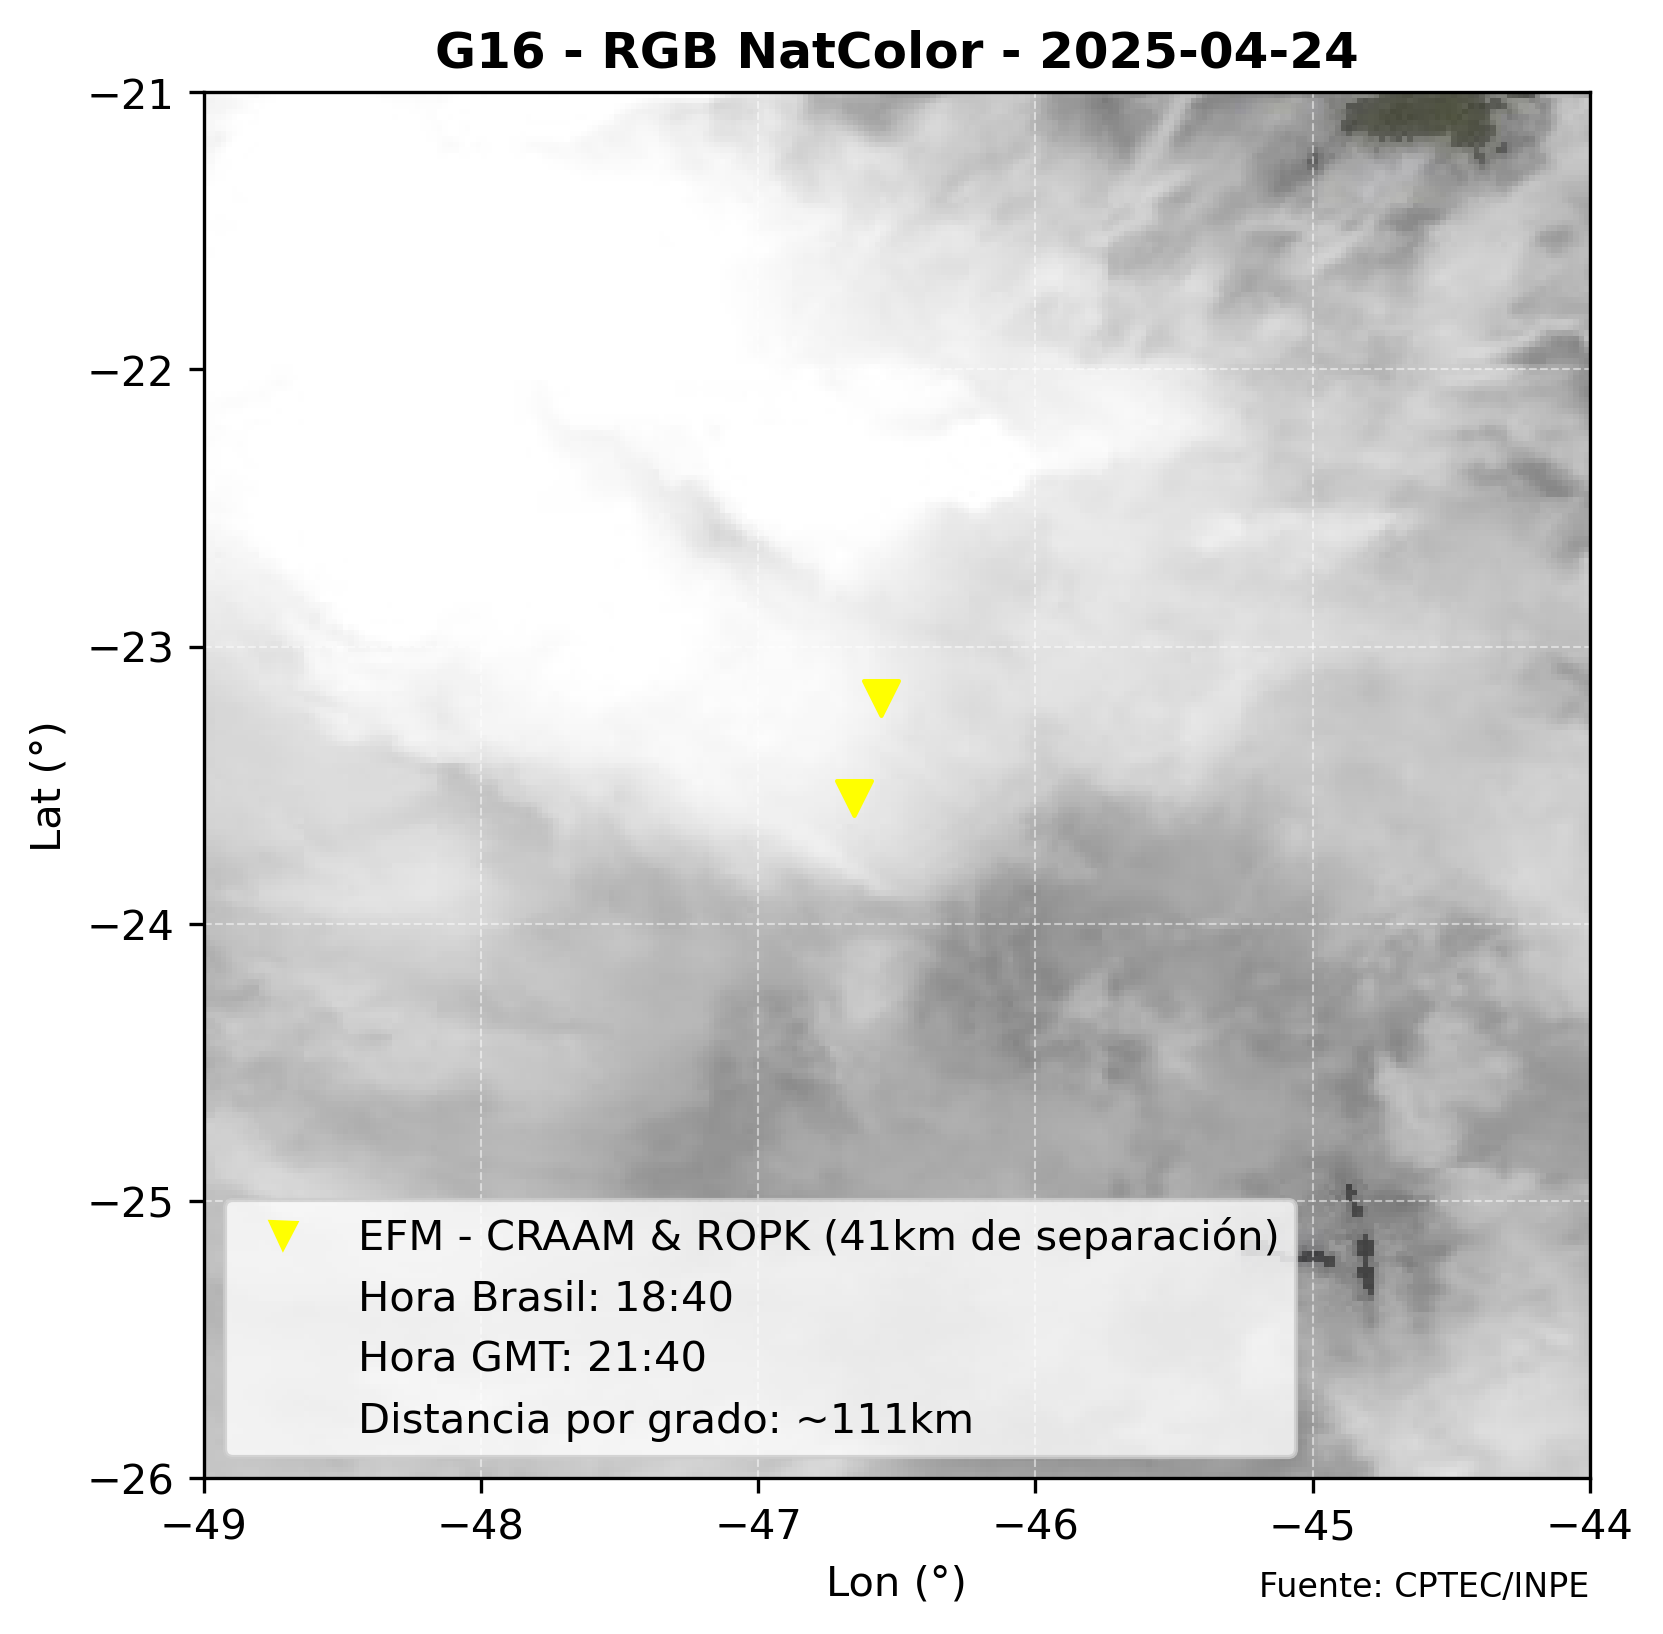 G16 - RGB NatColor - 2025-04-24
−21
−22
−23
−24
−25
−26
Lat (°)
EFM - CRAAM & ROPK (41km de separación)
Hora Brasil: 18:40
Hora GMT: 21:40
Distancia por grado: ~111km
−49
−48
−47
−46
−45
−44
Lon (°)
Fuente: CPTEC/INPE